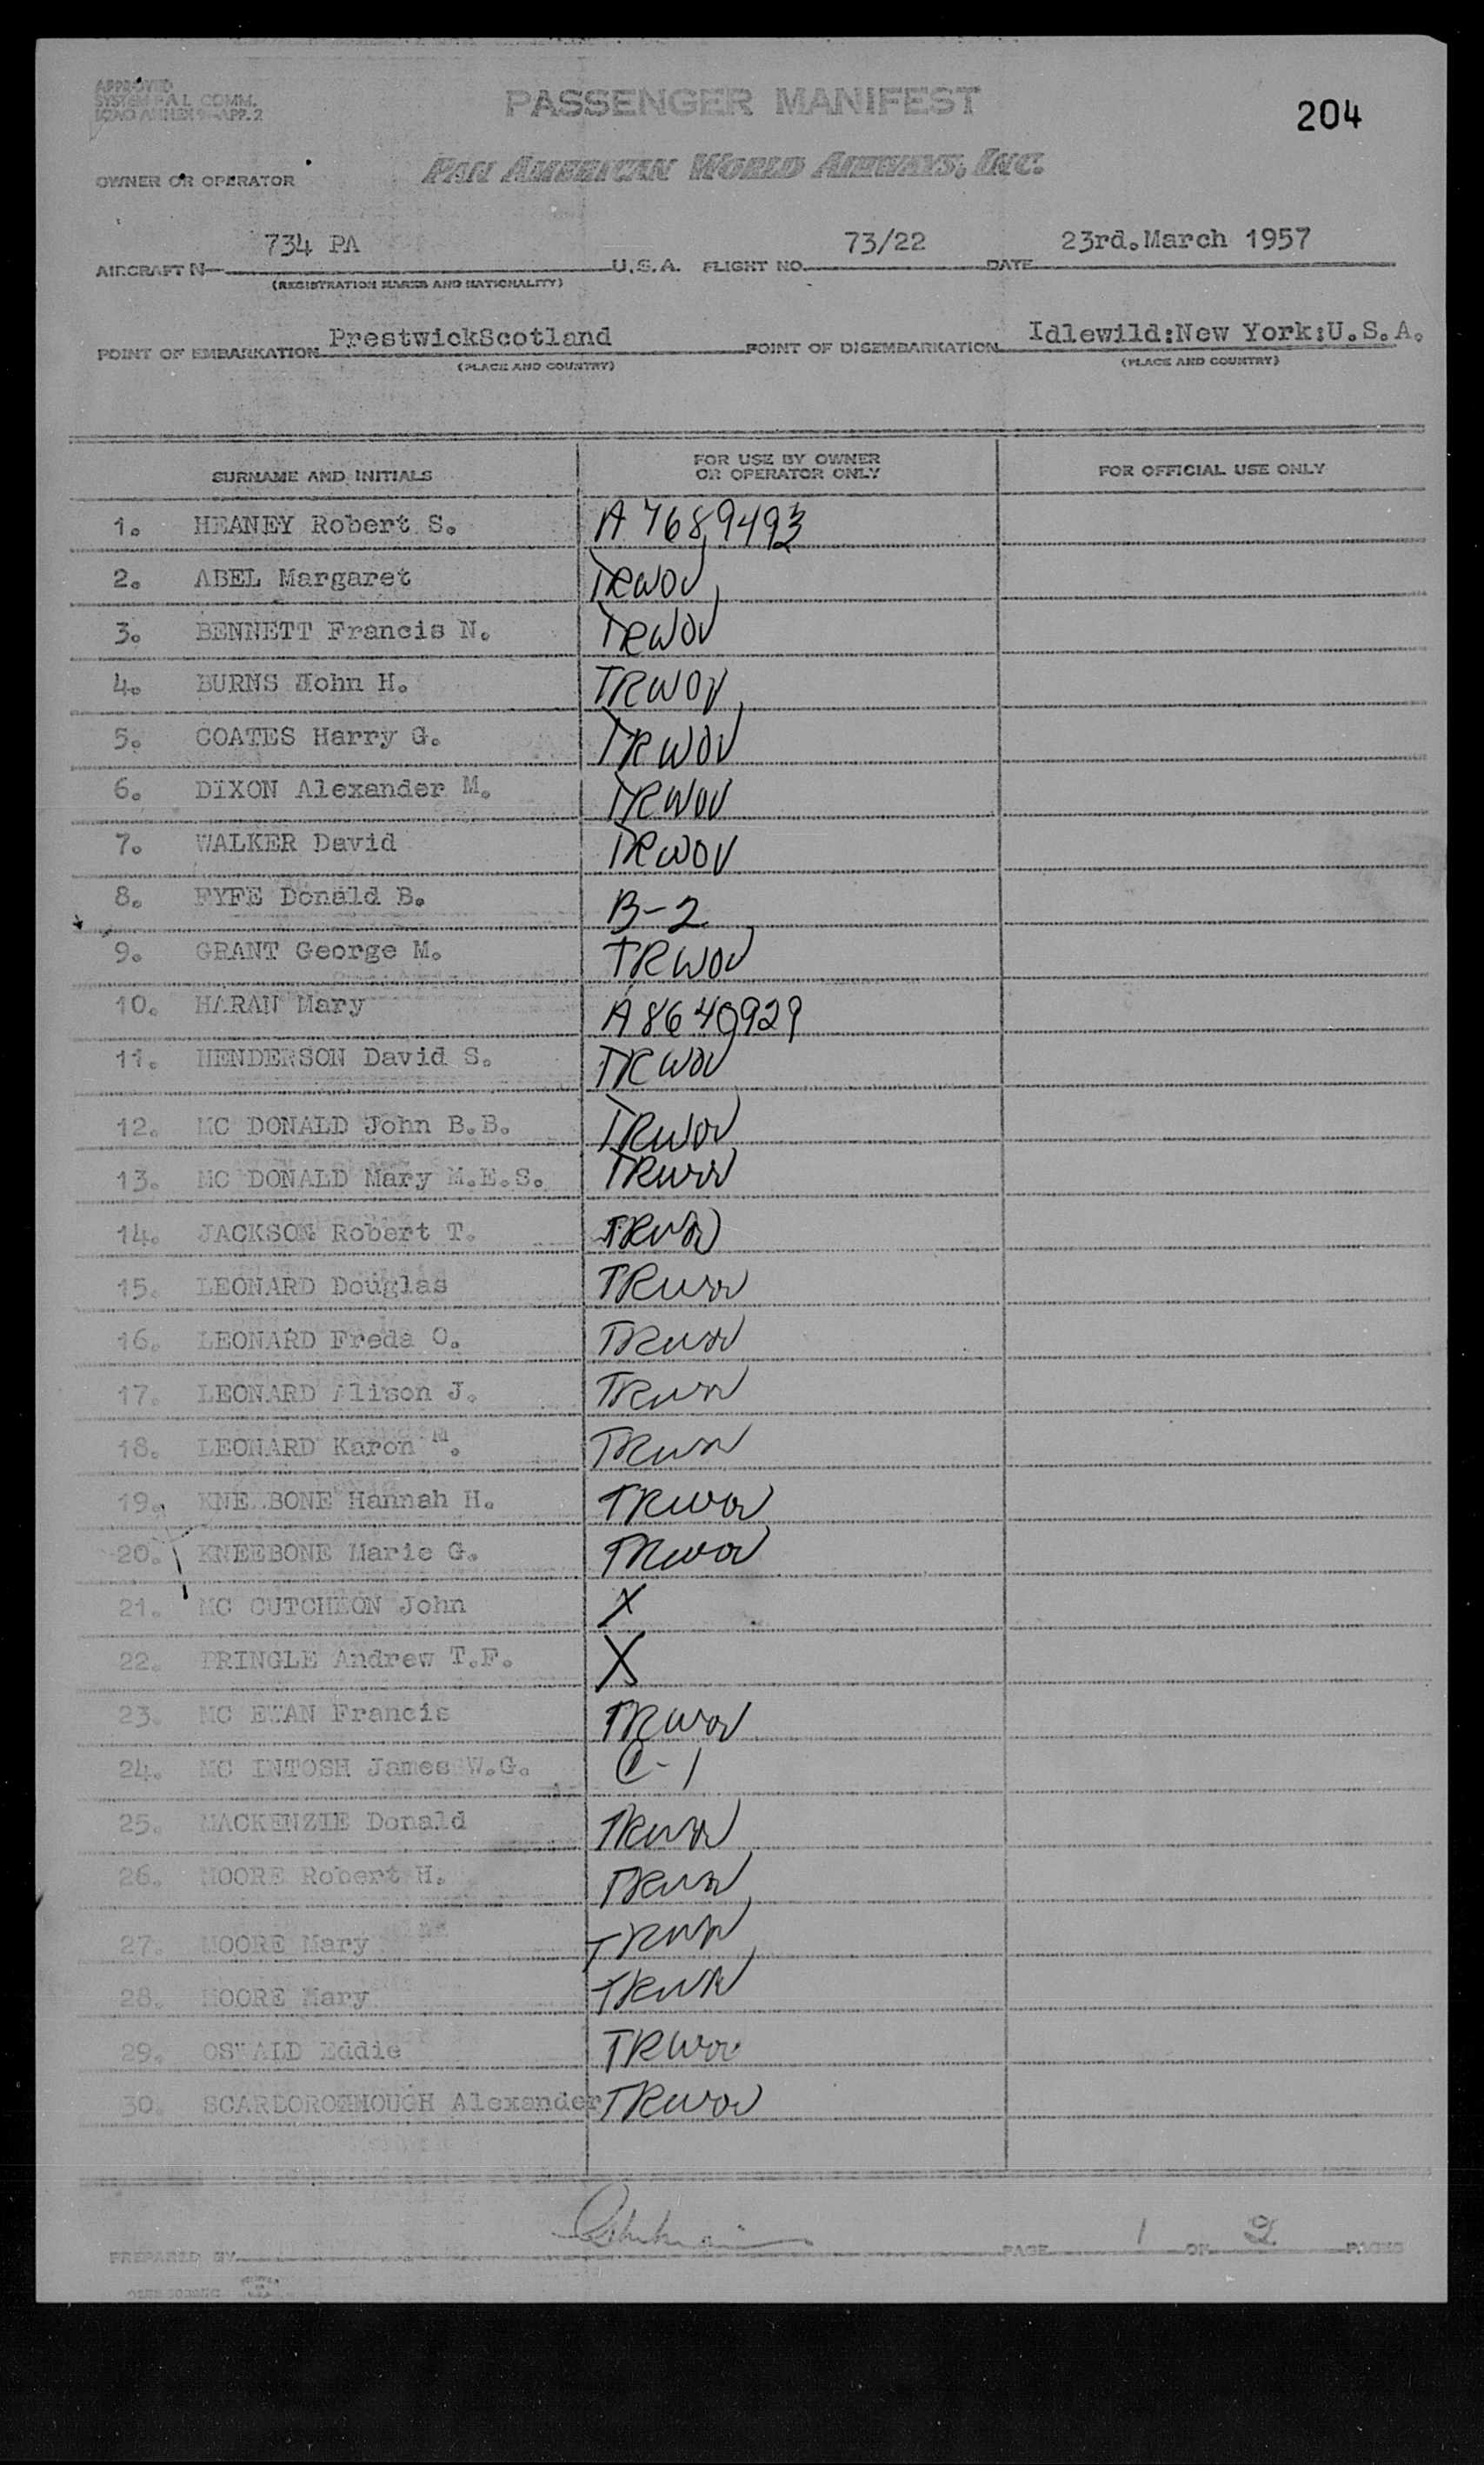 APPROVED
SYSTEM F A L COMM.
ICAO ANNEX 9-APP. 2
PASSENGER MANIFEST
204
OWNER OR OPERATOR
PAN AMERICAN WORLD AIRWAYS, INC.
AIRCRAFT N 734 PA U.S.A. FLIGHT NO. 73/22 DATE 23rd.March 1957
(REGISTRATION MARKS AND NATIONALITY)
POINT OF EMBARKATION PrestwickScotland POINT OF DISEMBARKATION Idlewild:New York:U.S.A.
(PLACE AND COUNTRY) (PLACE AND COUNTRY)
SURNAME AND INITIALS FOR USE BY OWNER OR OPERATOR ONLY FOR OFFICIAL USE ONLY
1. HEANEY Robert S. A 7689493
2. ABEL Margaret TRWOV
3. BENNETT Francis N. TRWOV
4. BURNS John H. TRWOV
5. COATES Harry G. TRWOV
6. DIXON Alexander M. TRWOV
7. WALKER David TRWOV
8. FYFE Donald B. B-2
9. GRANT George M. TRWOV
10. HARAN Mary A 8640929
11. HENDERSON David S. TRWOV
12. MC DONALD John B.B. TRWOV
13. MC DONALD Mary M.E.S. TRWOV
14. JACKSON Robert T. TRWOV
15. LEONARD Douglas TRWOV
16. LEONARD Freda O. TRWOV
17. LEONARD Alison J. TRWOV
18. LEONARD Karon M. TRWOV
19. KNEEBONE Hannah H. TRWOV
20. KNEEBONE Marie G. TRWOV
21. MC CUTCHEON John X
22. PRINGLE Andrew T.F. X
23. MC EWAN Francis TRWOV
24. MC INTOSH James W.G. C-1
25. MACKENZIE Donald TRWOV
26. MOORE Robert H. TRWOV
27. MOORE Mary TRWOV
28. MOORE Mary TRWOV
29. OSWALD Eddie TRWOV
30. Alexander TRWOV
PREPARED BY PAGE 1 OF 2 PAGES